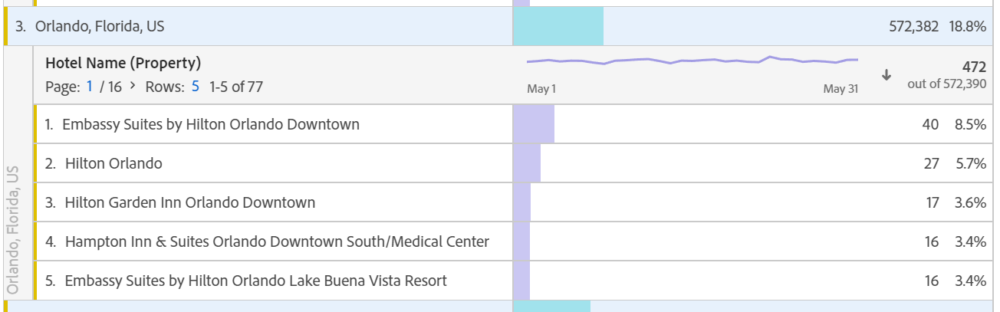 3. Orlando, Florida, US 572,382 18.8%
Hotel Name (Property) 472
Page: 1 / 16 > Rows: 5 1-5 of 77 May 1 May 31 out of 572,390
1. Embassy Suites by Hilton Orlando Downtown 40 8.5%
2. Hilton Orlando 27 5.7%
3. Hilton Garden Inn Orlando Downtown 17 3.6%
4. Hampton Inn & Suites Orlando Downtown South/Medical Center 16 3.4%
5. Embassy Suites by Hilton Orlando Lake Buena Vista Resort 16 3.4%
Orlando, Florida, US